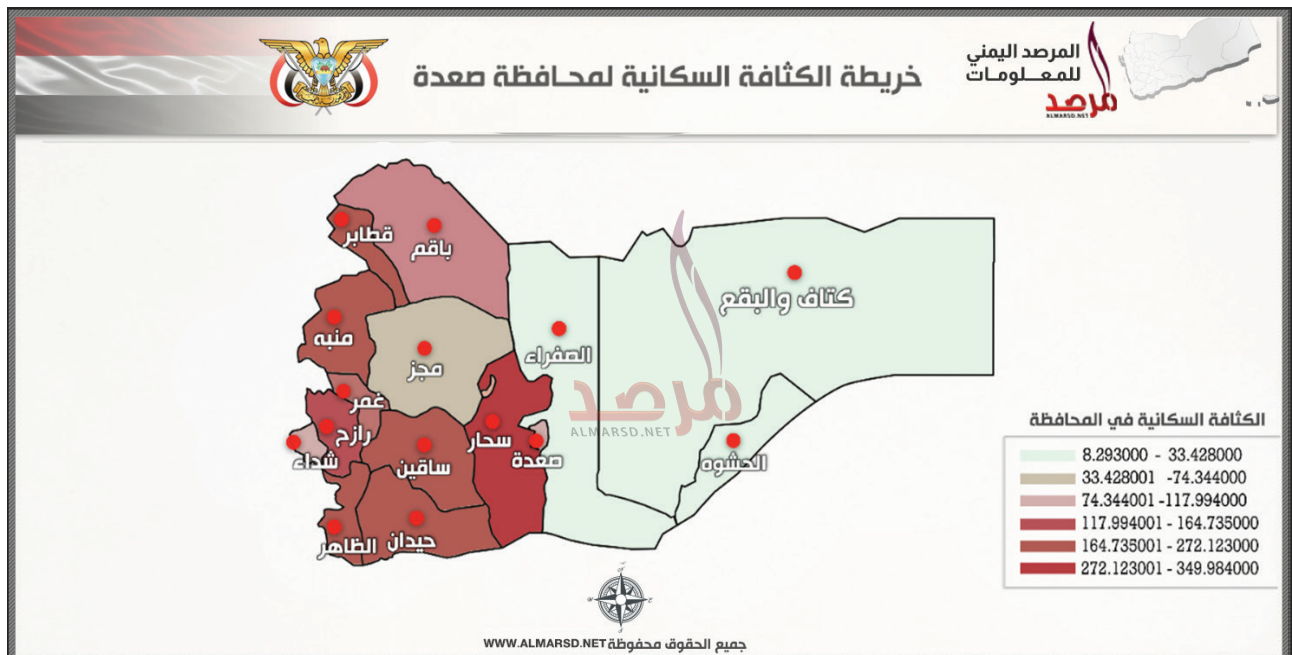 خريطة الكثافة السكانية لمحـافظة صعدة
المرصد اليمني
للمعـــلـومـات
مرصد
ALMARSD.NET
قطابر
باقم
كتاف والبقع
منبه
مجز
الصفراء
غمر
رازح
شداء
ساقين
سحار
صعدة
الحشوه
الظاهر
حيدان
مرصد
ALMARSD.NET
الكثافة السكانية في المحافظة
8.293000 - 33.428000
33.428001 -74.344000
74.344001 -117.994000
117.994001 - 164.735000
164.735001 - 272.123000
272.123001 - 349.984000
جميع الحقوق محفوظة WWW.ALMARSD.NET